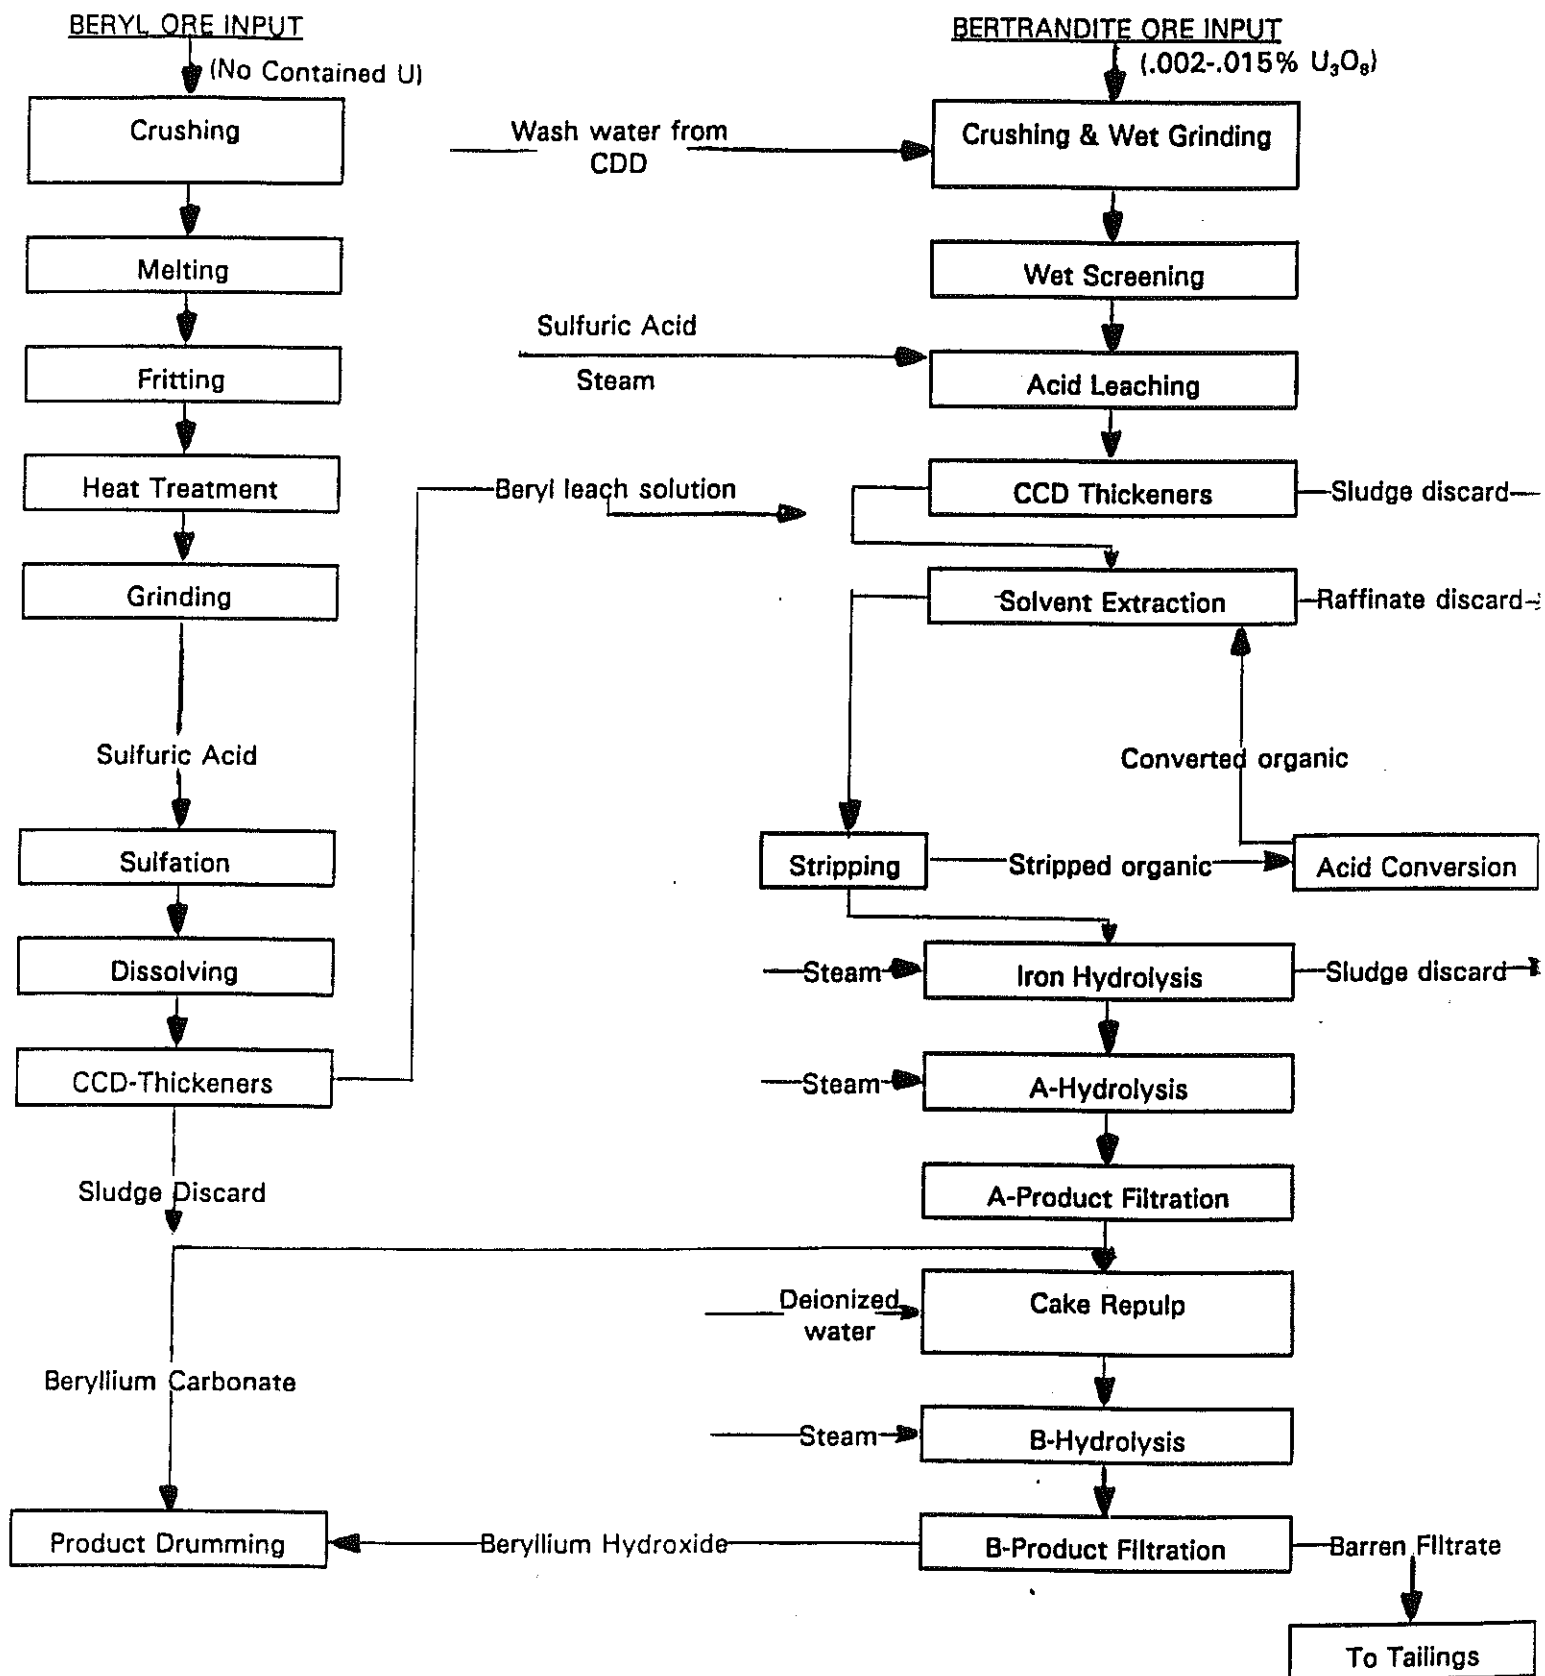 BERYL ORE INPUT
(No Contained U)
Crushing
Melting
Fritting
Heat Treatment
Grinding
Sulfuric Acid
Sulfation
Dissolving
CCD-Thickeners
Sludge Discard
Beryllium Carbonate
Product Drumming
Wash water from
CDD
Sulfuric Acid
Steam
Beryl leach solution
BERTRANDITE ORE INPUT
(.002-.015% U₃O₈)
Crushing & Wet Grinding
Wet Screening
Acid Leaching
CCD Thickeners
Sludge discard
Solvent Extraction
Raffinate discard
Converted organic
Stripping
Stripped organic
Acid Conversion
Steam
Iron Hydrolysis
Sludge discard
Steam
A-Hydrolysis
A-Product Filtration
Deionized
water
Cake Repulp
Steam
B-Hydrolysis
Beryllium Hydroxide
B-Product Filtration
Barren Filtrate
To Tailings